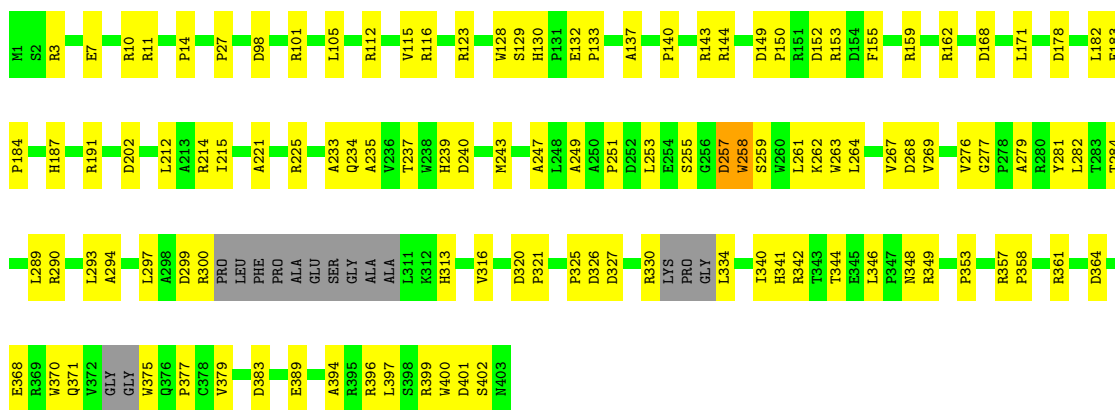 M1 S2 R3 E7 R10 R11 P14 P27 D98 R101 L105 R112 V115 R116 R123 W128 S129 H130 P131 E132 P133 A137 P140 R143 R144 D149 P150 R151 D152 R153 D154 F155 R159 R162 D168 L171 D178 L182
P184 H187 R191 D202 L212 A213 R214 I215 A221 R225 A233 Q234 A235 V236 T237 W238 H239 D240 M243 A247 L248 A249 A250 P251 D252 L253 E254 S255 G256 D257 W258 S259 W260 L261 K262 W263 L264 V267 D268 V269 V276 G277 P278 A279 R280 Y281 L282 T283
L289 R290 L293 A294 L297 A298 D299 R300 PRO LEU PHE PRO ALA GLU SER GLY ALA ALA L311 K312 H313 V316 D320 P321 P325 D326 D327 R330 LYS PRO GLY L334 I340 H341 R342 T343 T344 E345 L346 P347 N348 R349 P353 R357 P358 R361 D364
E368 R369 W370 Q371 V372 GLY GLY W375 Q376 P377 C378 V379 D383 E389 A394 R395 R396 L397 S398 R399 W400 D401 S402 N403